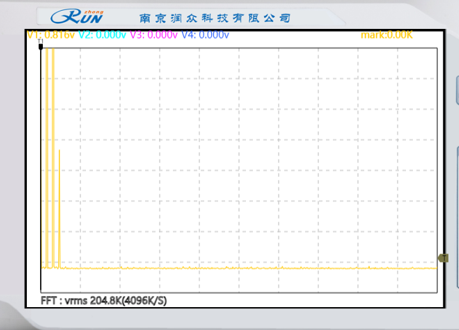 RUN zhong 南京润众科技有限公司
V1: 0.816v V2: 0.000v V3: 0.000v V4: 0.000v mark:0.00K
FFT : vrms 204.8K(4096K/S)